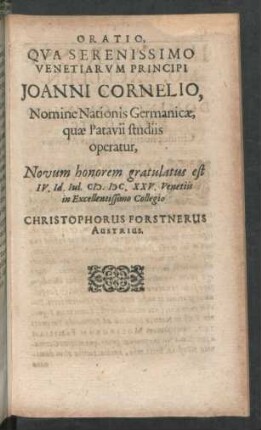 ORATIO,
QVA SERENISSIMO
VENETIARVM PRINCIPI
JOANNI CORNELIO,
Nomine Nationis Germanicæ,
quæ Patavii studiis
operatur,
Novum honorem gratulatus est
IV. Id. Iul. CIƆ. IƆC. XXV. Venetiis
in Excellentissimo Collegio
CHRISTOPHORUS FORSTNERUS
AUSTRIUS.